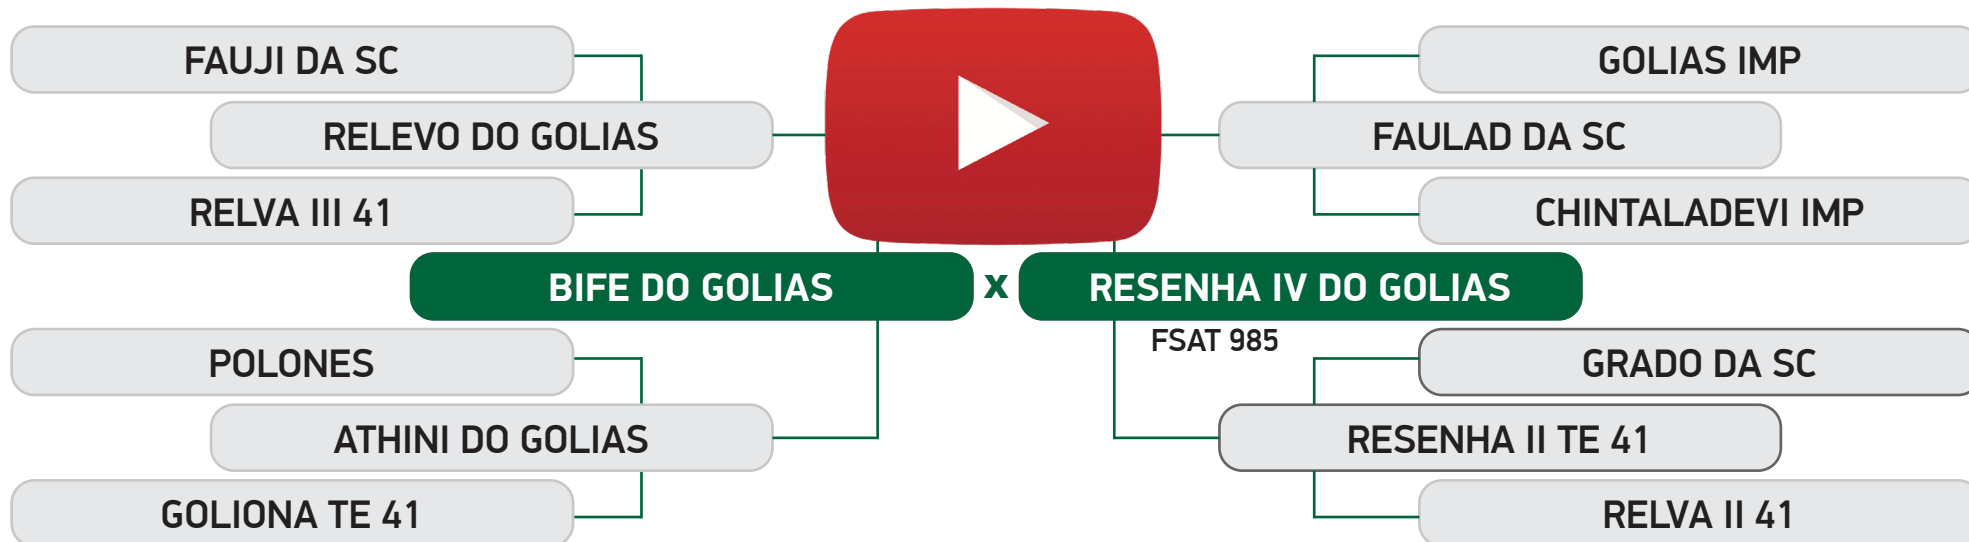 FAUJI DA SC
GOLIAS IMP
RELEVO DO GOLIAS
FAULAD DA SC
RELVA III 41
CHINTALADEVI IMP
BIFE DO GOLIAS x RESENHA IV DO GOLIAS
FSAT 985
POLONES
GRADO DA SC
ATHINI DO GOLIAS
RESENHA II TE 41
GOLIONA TE 41
RELVA II 41